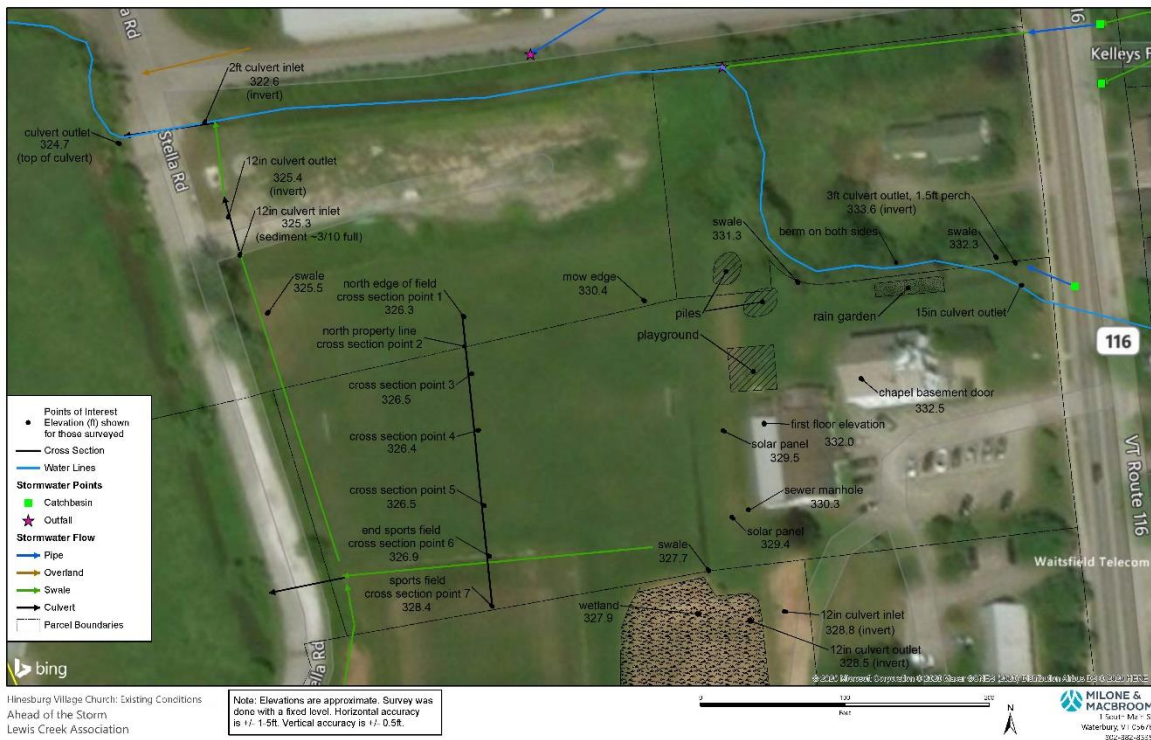 Stella Rd
16
Kelleys F
2ft culvert inlet
322.6
(invert)
culvert outlet
324.7
(top of culvert)
Stella Rd
12in culvert outlet
325.4
(invert)
12in culvert inlet
325.3
(sediment ~3/10 full)
3ft culvert outlet, 1.5ft perch
333.6 (invert)
swale
331.3
berm on both sides
swale
332.3
swale
325.5
north edge of field
cross section point 1
326.3
mow edge
330.4
piles
rain garden
15in culvert outlet
north property line
cross section point 2
playground
116
cross section point 3
326.5
chapel basement door
332.5
cross section point 4
326.4
first floor elevation
332.0
solar panel
329.5
cross section point 5
326.5
sewer manhole
330.3
solar panel
329.4
end sports field
cross section point 6
326.9
swale
327.7
sports field
cross section point 7
328.4
VT Route 116
Waitsfield Telecom
wetland
327.9
12in culvert inlet
328.8 (invert)
12in culvert outlet
328.5 (invert)
Points of Interest
Elevation (ft) shown
for those surveyed
Cross Section
Water Lines
Stormwater Points
Catchbasin
Outfall
Stormwater Flow
Pipe
Overland
Swale
Culvert
Parcel Boundaries
bing
Hinesburg Village Church: Existing Conditions
Ahead of the Storm
Lewis Creek Association
Note: Elevations are approximate. Survey was
done with a fixed level. Horizontal accuracy
is +/- 1-5ft. Vertical accuracy is +/- 0.5ft.
0 100 200
Feet
N
MILONE &
MACBROOM
1 South Main S
Waterbury, VT 05676